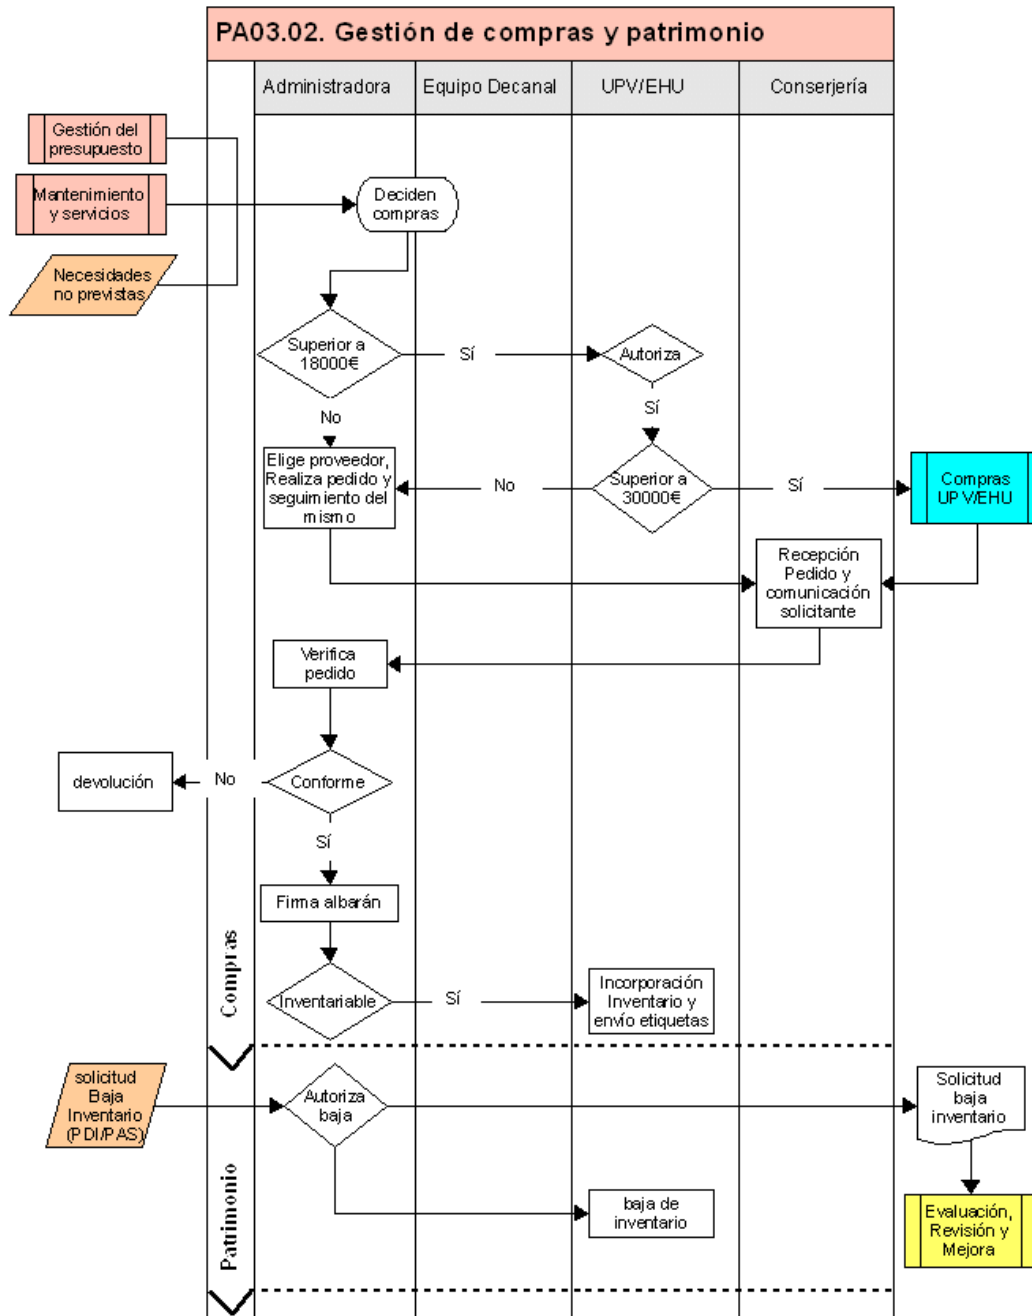 PA03.02. Gestión de compras y patrimonio
Administradora
Equipo Decanal
UPV/EHU
Conserjería
Gestión del
presupuesto
Mantenimiento
y servicios
Necesidades
no previstas
Deciden
compras
Superior a
18000€
Sí
Autoriza
No
Sí
Elige proveedor,
Realiza pedido y
seguimiento del
mismo
No
Superior a
30000€
Sí
Compras
UPV/EHU
Recepción
Pedido y
comunicación
solicitante
Verifica
pedido
devolución
No
Conforme
Sí
Firma albarán
Compras
Inventariable
Sí
Incorporación
Inventario y
envío etiquetas
solicitud
Baja
Inventario
(PDI/PAS)
Autoriza
baja
Solicitud
baja
inventario
Patrimonio
baja de
inventario
Evaluación,
Revisión y
Mejora